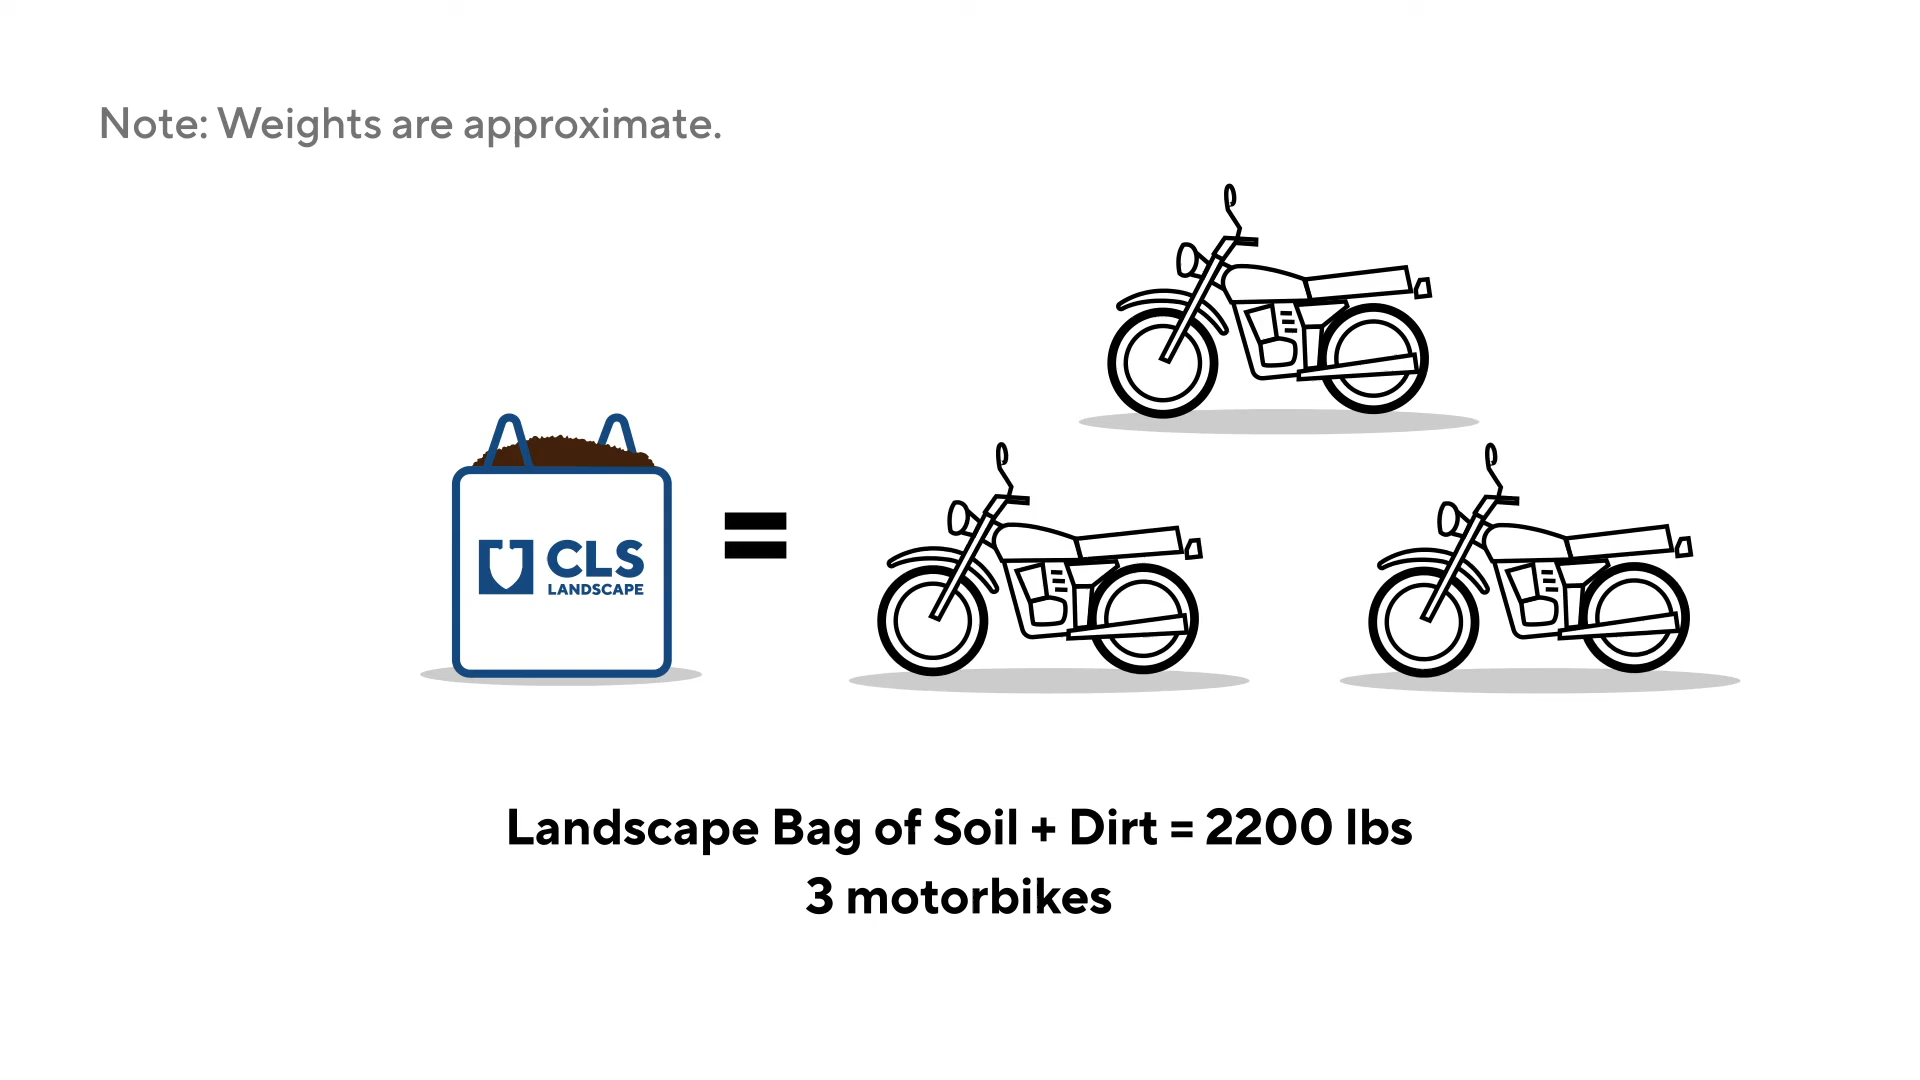 Note: Weights are approximate.
CLS
LANDSCAPE
=
Landscape Bag of Soil + Dirt = 2200 lbs
3 motorbikes